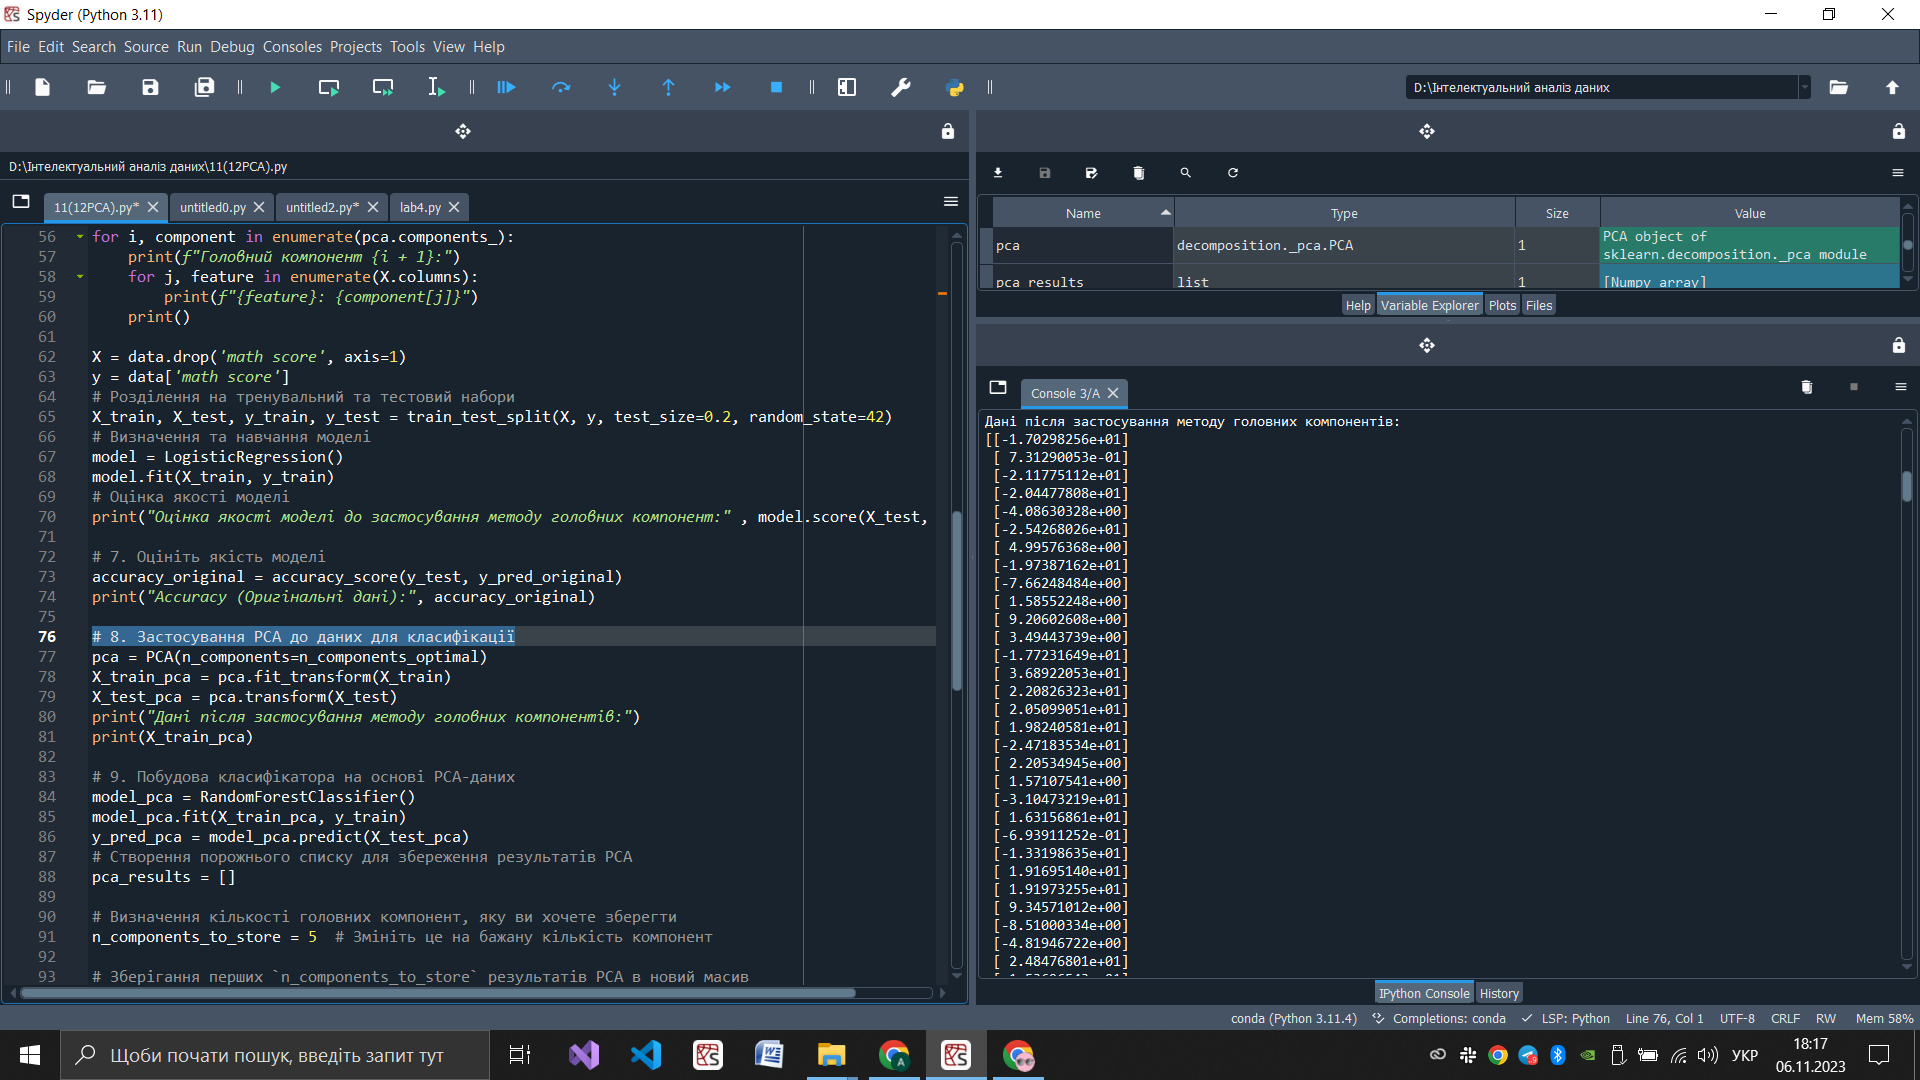 Spyder (Python 3.11)
File Edit Search Source Run Debug Consoles Projects Tools View Help
D:\Інтелектуальний аналіз даних
D:\Інтелектуальний аналіз даних\11(12PCA).py
11(12PCA).py* untitled0.py untitled2.py* lab4.py
56 for i, component in enumerate(pca.components_):
57 print(f"Головний компонент {i + 1}:")
58 for j, feature in enumerate(X.columns):
59 print(f"{feature}: {component[j]}")
60 print()
61
62 X = data.drop('math score', axis=1)
63 y = data['math score']
64 # Розділення на тренувальний та тестовий набори
65 X_train, X_test, y_train, y_test = train_test_split(X, y, test_size=0.2, random_state=42)
66 # Визначення та навчання моделі
67 model = LogisticRegression()
68 model.fit(X_train, y_train)
69 # Оцінка якості моделі
70 print("Оцінка якості моделі до застосування методу головних компонент:" , model.score(X_test,
71
72 # 7. Оцініть якість моделі
73 accuracy_original = accuracy_score(y_test, y_pred_original)
74 print("Accuracy (Оригінальні дані):", accuracy_original)
75
76 # 8. Застосування PCA до даних для класифікації
77 pca = PCA(n_components=n_components_optimal)
78 X_train_pca = pca.fit_transform(X_train)
79 X_test_pca = pca.transform(X_test)
80 print("Дані після застосування методу головних компонентів:")
81 print(X_train_pca)
82
83 # 9. Побудова класифікатора на основі PCA-даних
84 model_pca = RandomForestClassifier()
85 model_pca.fit(X_train_pca, y_train)
86 y_pred_pca = model_pca.predict(X_test_pca)
87 # Створення порожнього списку для збереження результатів PCA
88 pca_results = []
89
90 # Визначення кількості головних компонент, яку ви хочете зберегти
91 n_components_to_store = 5 # Змініть це на бажану кількість компонент
92
93 # Зберігання перших `n_components_to_store` результатів PCA в новий масив
Name Type Size Value
pca decomposition._pca.PCA 1 PCA object of
sklearn.decomposition._pca module
pca_results list 1 [Numpy array]
Help Variable Explorer Plots Files
Console 3/A
Дані після застосування методу головних компонентів:
[[-1.70298256e+01]
[ 7.31290053e-01]
[-2.11775112e+01]
[-2.04477808e+01]
[-4.08630328e+00]
[-2.54268026e+01]
[ 4.99576368e+00]
[-1.97387162e+01]
[-7.66248484e+00]
[ 1.58552248e+01]
[ 9.20602608e+00]
[ 3.49443739e+00]
[-1.77231649e+01]
[ 3.68922053e+01]
[ 2.20826323e+01]
[ 2.05099051e+01]
[ 1.98240581e+01]
[-2.47183534e+01]
[ 2.20534945e+00]
[ 1.57107541e+01]
[-3.10473219e+01]
[ 1.63156861e+01]
[-6.93911252e-01]
[-1.33198635e+01]
[ 1.91695140e+01]
[ 1.91973255e+01]
[ 9.34571012e+00]
[-8.51000334e+00]
[-4.81946722e+00]
[ 2.48476801e+01]
IPython Console History
conda (Python 3.11.4) Completions: conda LSP: Python Line 76, Col 1 UTF-8 CRLF RW Mem 58%
Щоби почати пошук, введіть запит тут
УКР
18:17
06.11.2023